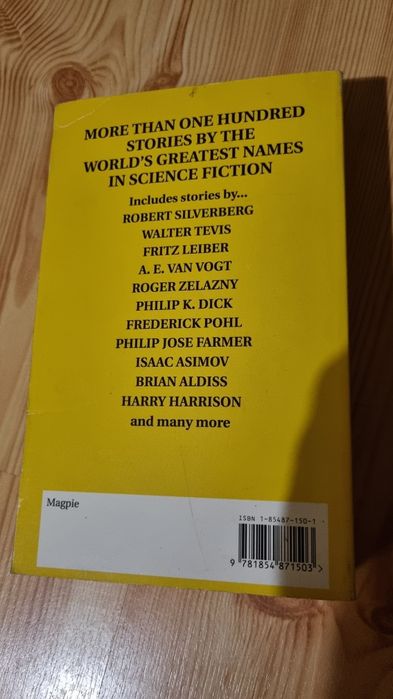 MORE THAN ONE HUNDRED
STORIES BY THE
WORLD'S GREATEST NAMES
IN SCIENCE FICTION
Includes stories by...
ROBERT SILVERBERG
WALTER TEVIS
FRITZ LEIBER
A. E. VAN VOGT
ROGER ZELAZNY
PHILIP K. DICK
FREDERICK POHL
PHILIP JOSE FARMER
ISAAC ASIMOV
BRIAN ALDISS
HARRY HARRISON
and many more
Magpie
ISBN 1-85487-150-1
9 781854 871503 >